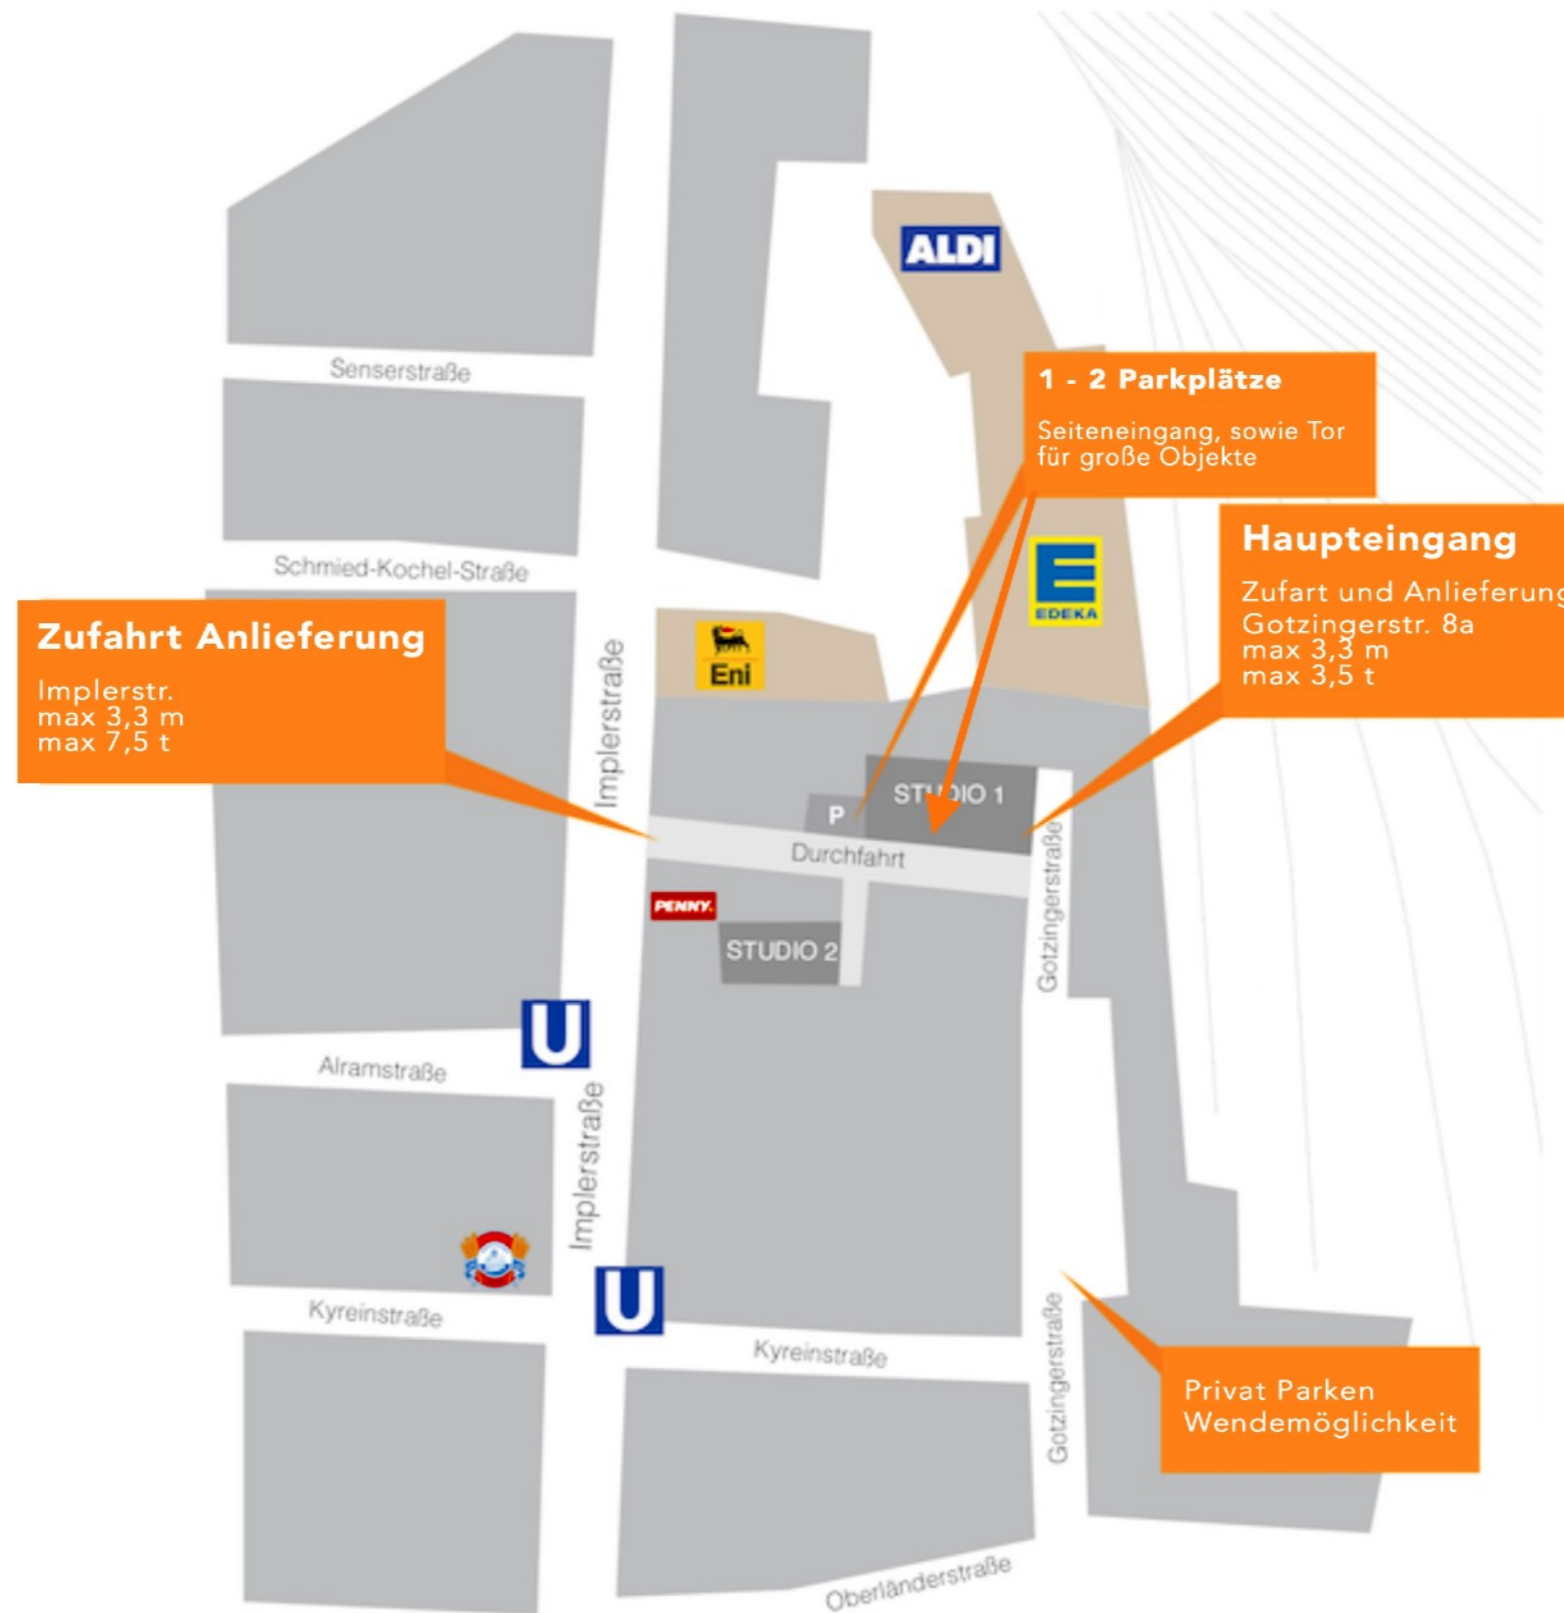 ALDI
Senserstraße
1 - 2 Parkplätze
Seiteneingang, sowie Tor
für große Objekte
Schmied-Kochel-Straße
E
EDEKA
Haupteingang
Zufart und Anlieferung
Gotzingerstr. 8a
max 3,3 m
max 3,5 t
Zufahrt Anlieferung
Implerstr.
max 3,3 m
max 7,5 t
Eni
Implerstraße
STUDIO 1
P
Durchfahrt
Gotzingerstraße
PENNY.
STUDIO 2
U
Alramstraße
Implerstraße
U
Kyreinstraße
Kyreinstraße
Gotzingerstraße
Privat Parken
Wendemöglichkeit
Oberländerstraße